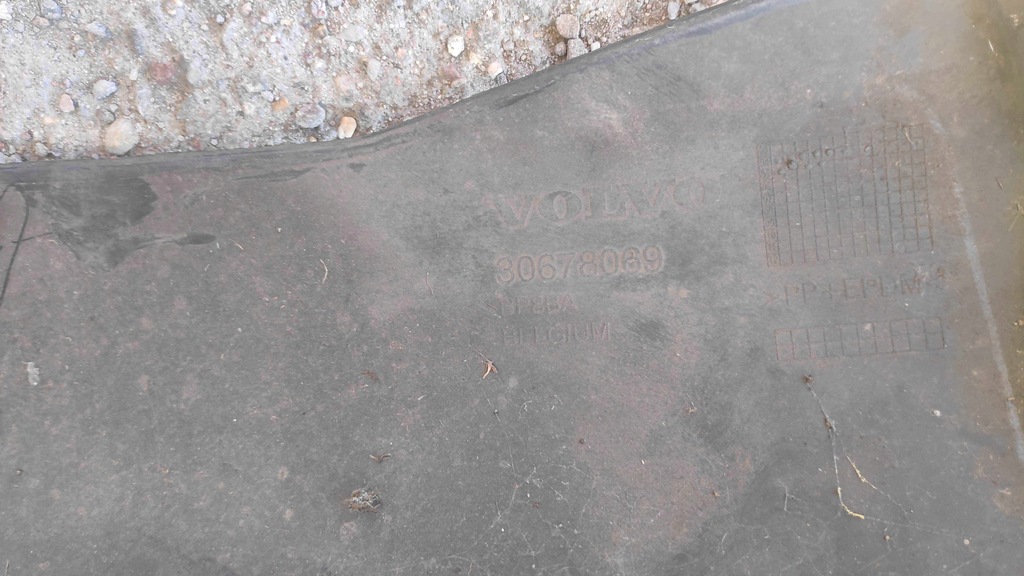 VOLVO
30678069
BELGIUM
>PP+EPDM